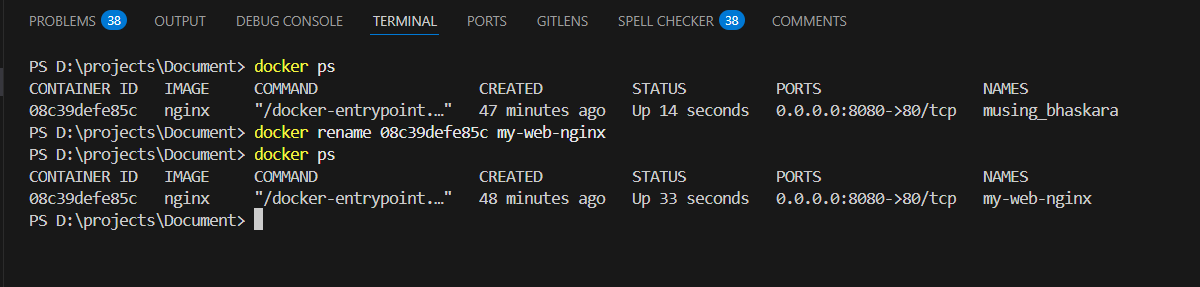 PROBLEMS 38 OUTPUT DEBUG CONSOLE TERMINAL PORTS GITLENS SPELL CHECKER 38 COMMENTS
PS D:\projects\Document> docker ps
CONTAINER ID   IMAGE   COMMAND   CREATED   STATUS   PORTS   NAMES
08c39defe85c   nginx   "/docker-entrypoint.…"   47 minutes ago   Up 14 seconds   0.0.0.0:8080->80/tcp   musing_bhaskara
PS D:\projects\Document> docker rename 08c39defe85c my-web-nginx
PS D:\projects\Document> docker ps
CONTAINER ID   IMAGE   COMMAND   CREATED   STATUS   PORTS   NAMES
08c39defe85c   nginx   "/docker-entrypoint.…"   48 minutes ago   Up 33 seconds   0.0.0.0:8080->80/tcp   my-web-nginx
PS D:\projects\Document>